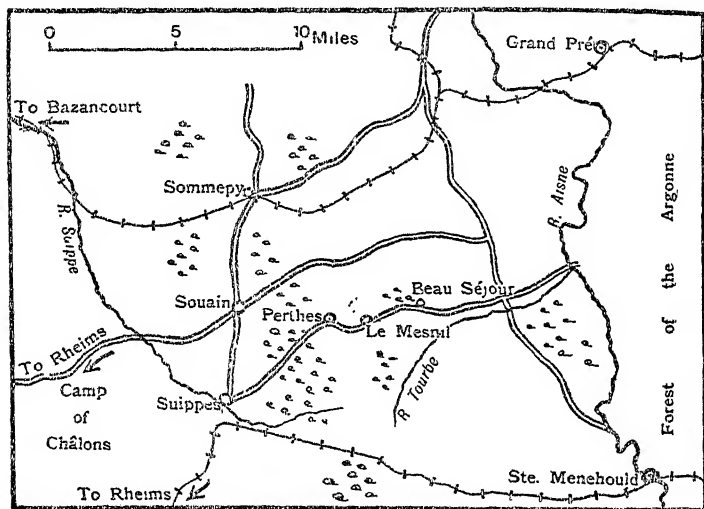 0 5 10 Miles
Grand Pré
To Bazancourt
Sommepy
R. Suippe
R. Aisne
Forest of the Argonne
Souain
Beau Séjour
Perthes
Le Mesnil
To Rheims
Camp
of
Châlons
Suippes
R Tourbe
Ste. Menehould
To Rheims